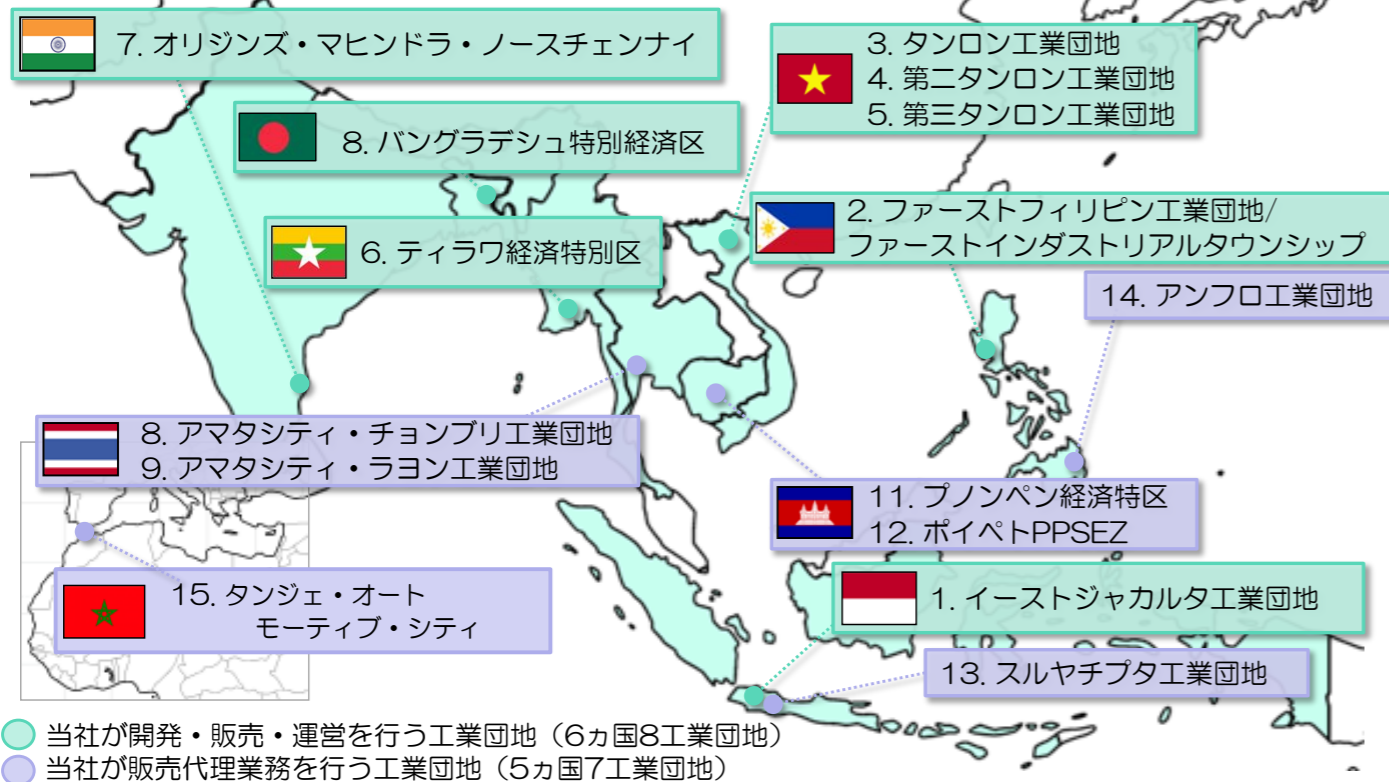 7. オリジンズ・マヒンドラ・ノースチェンナイ
3. タンロン工業団地
4. 第二タンロン工業団地
5. 第三タンロン工業団地
8. バングラデシュ特別経済区
2. ファーストフィリピン工業団地/
ファーストインダストリアルタウンシップ
6. ティラワ経済特別区
14. アンフロ工業団地
8. アマタシティ・チョンブリ工業団地
9. アマタシティ・ラヨン工業団地
11. プノンペン経済特区
12. ポイペトPPSEZ
15. タンジェ・オート
モーティブ・シティ
1. イーストジャカルタ工業団地
13. スルヤチプタ工業団地
当社が開発・販売・運営を行う工業団地（6ヵ国8工業団地）
当社が販売代理業務を行う工業団地（5ヵ国7工業団地）